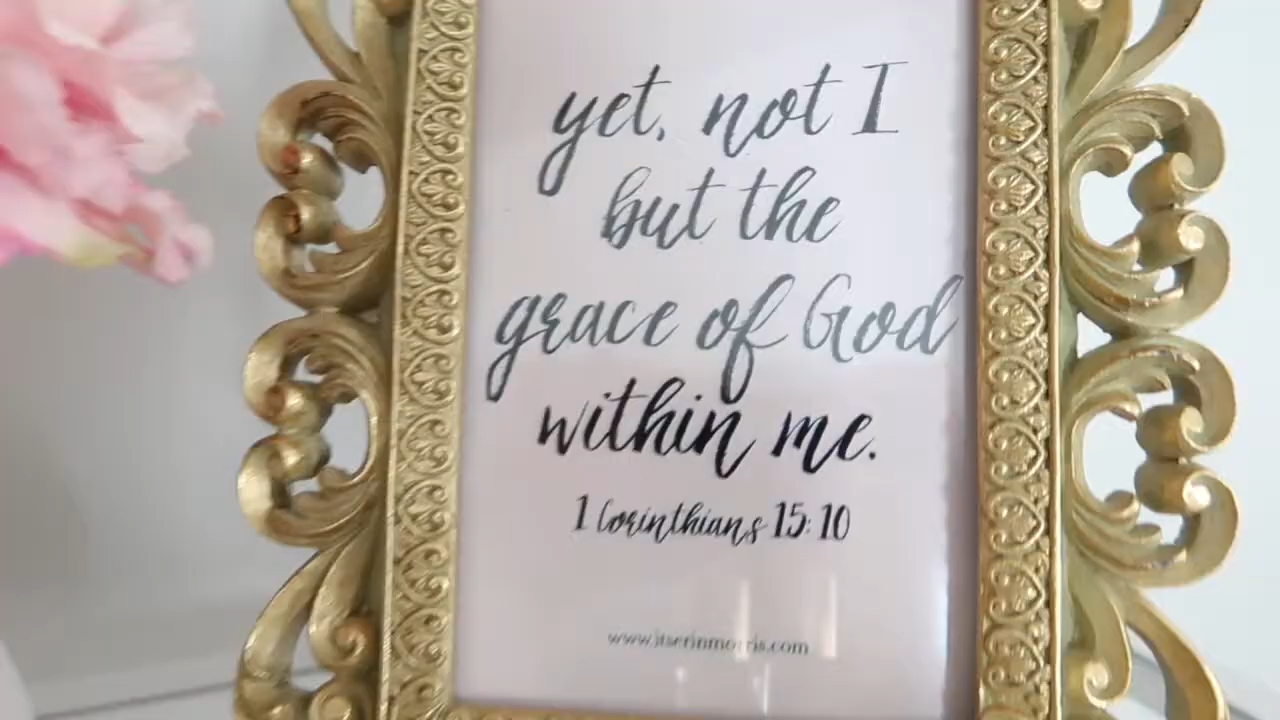 yet, not I
but the
grace of God
within me.
1 Corinthians 15:10
www.itserinmorris.com